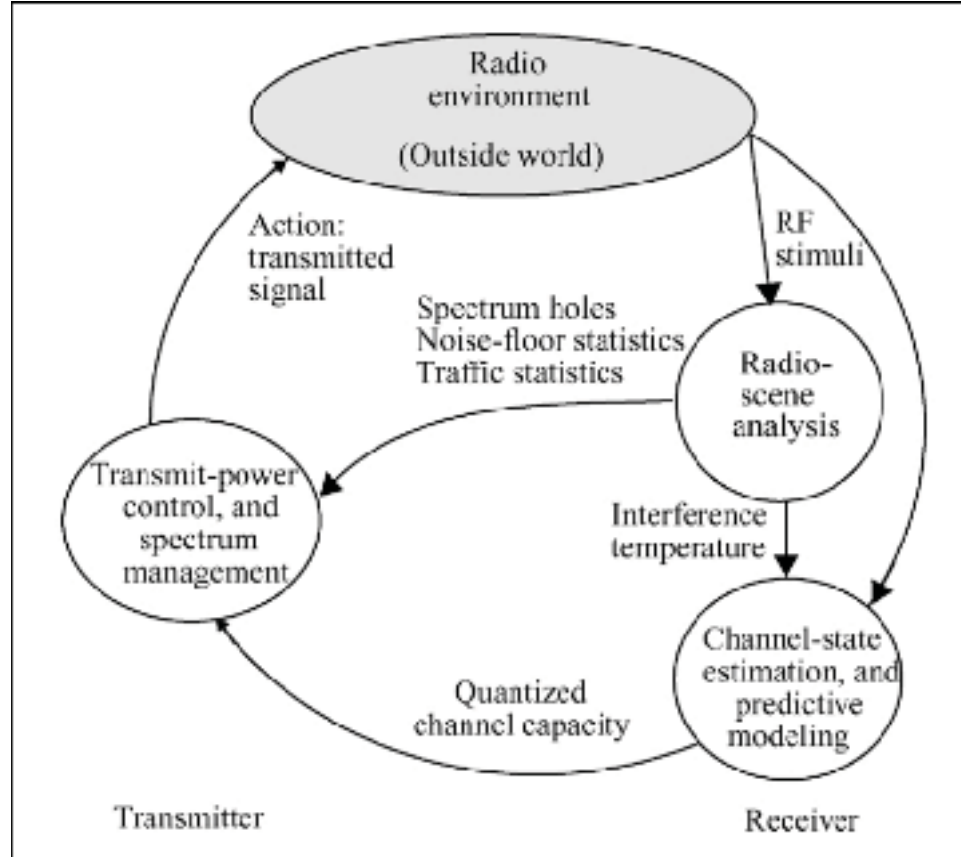 Radio
environment
(Outside world)
Action:
transmitted
signal
RF
stimuli
Spectrum holes
Noise-floor statistics
Traffic statistics
Radio-
scene
analysis
Transmit-power
control, and
spectrum
management
Interference
temperature
Channel-state
estimation, and
predictive
modeling
Quantized
channel capacity
Transmitter
Receiver